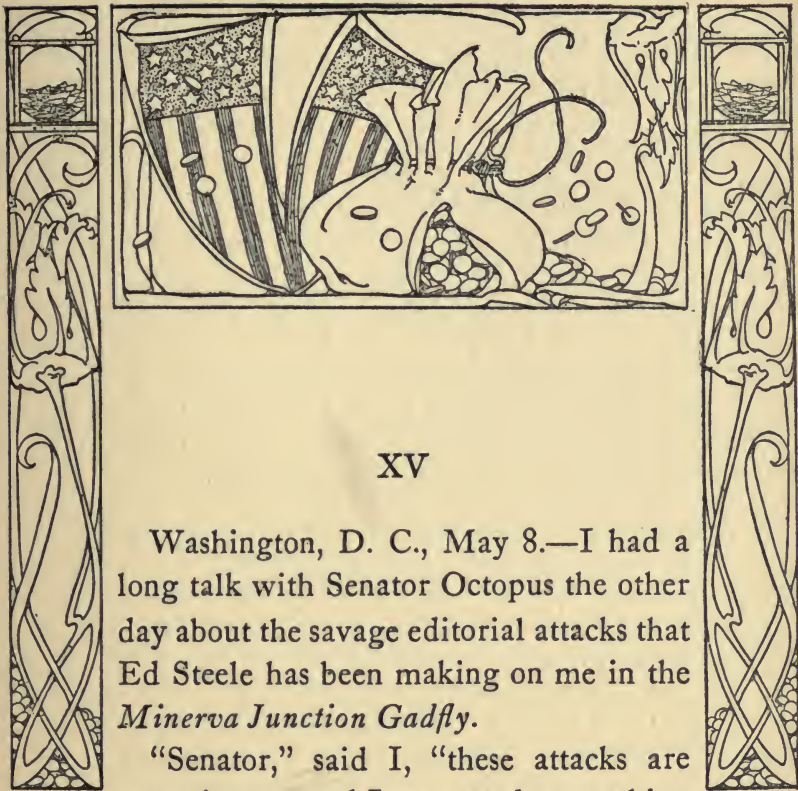 XV
Washington, D. C., May 8.—I had a
long talk with Senator Octopus the other
day about the savage editorial attacks that
Ed Steele has been making on me in the
Minerva Junction Gadfly.
“Senator,” said I, “these attacks are